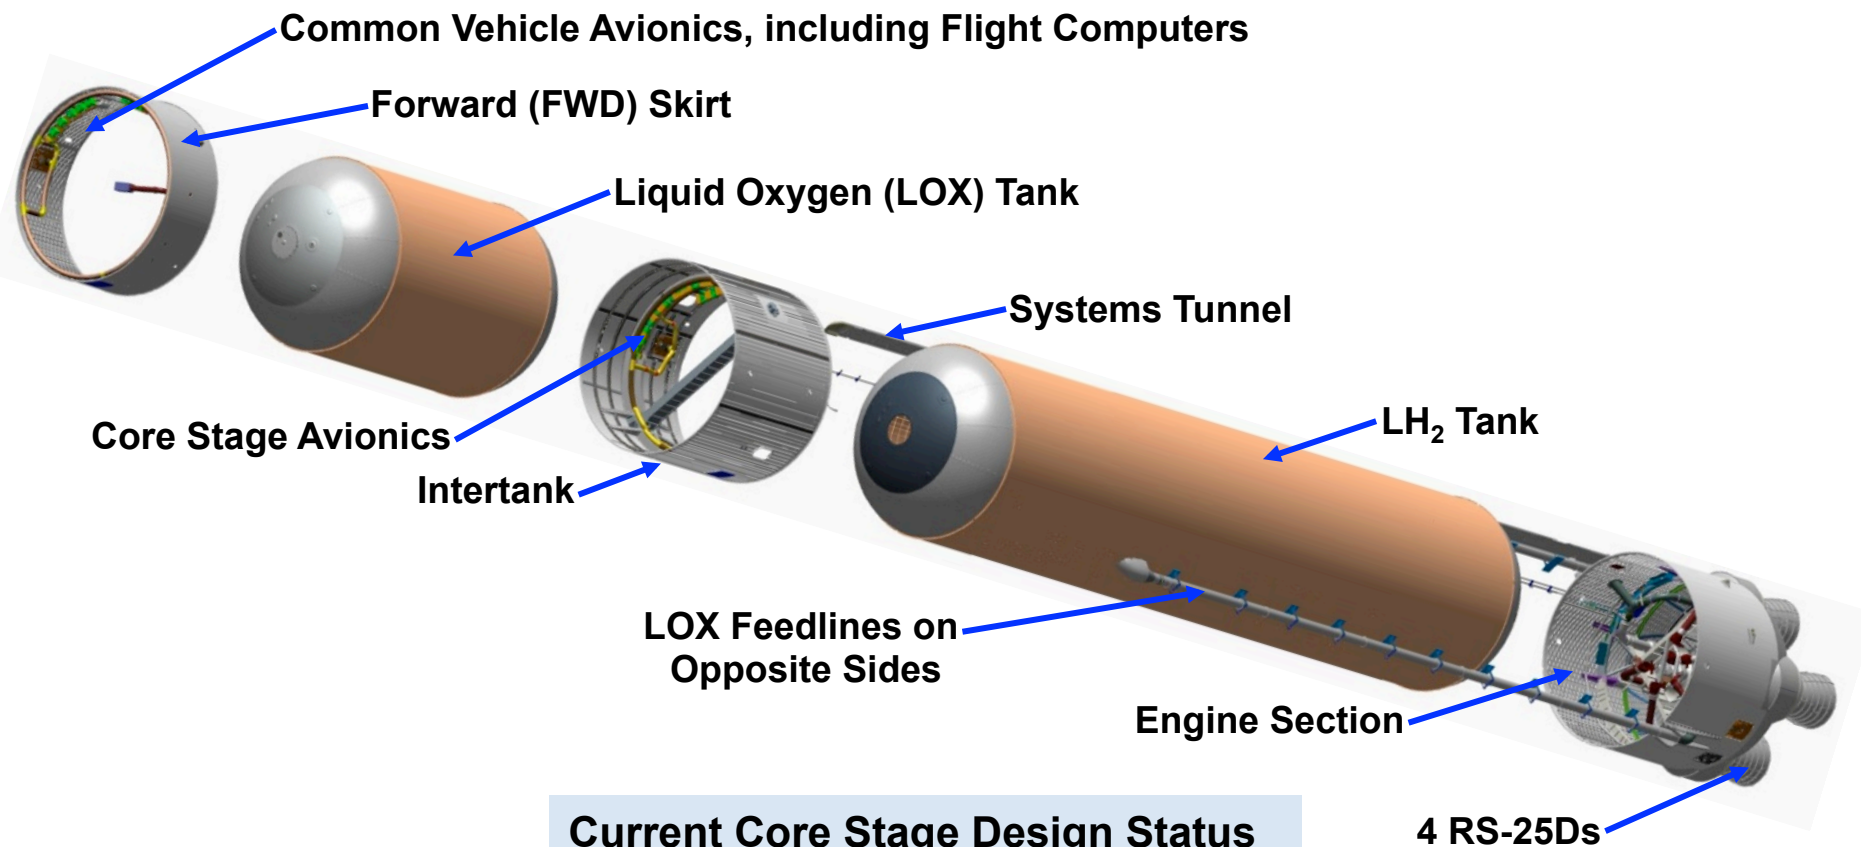 Common Vehicle Avionics, including Flight Computers
Forward (FWD) Skirt
Liquid Oxygen (LOX) Tank
Systems Tunnel
Core Stage Avionics
LH₂ Tank
Intertank
LOX Feedlines on
Opposite Sides
Engine Section
Current Core Stage Design Status
4 RS-25Ds